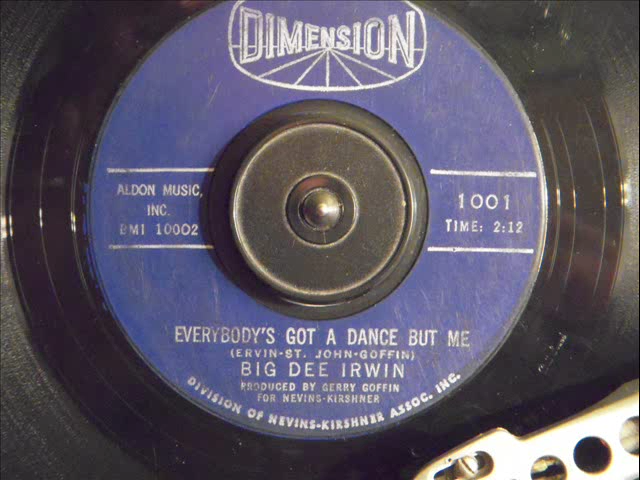 DIMENSION
ALDON MUSIC,
INC.
BMI 10002
1001
TIME: 2:12
EVERYBODY'S GOT A DANCE BUT ME
(ERVIN-ST. JOHN-GOFFIN)
BIG DEE IRWIN
PRODUCED BY GERRY GOFFIN
FOR NEVINS-KIRSHNER
DIVISION OF NEVINS-KIRSHNER ASSOC. INC.